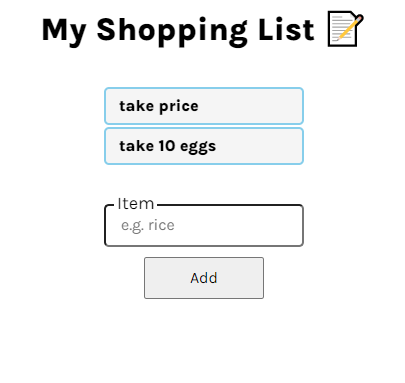 My Shopping List 📝
take price
take 10 eggs
Item
e.g. rice
Add